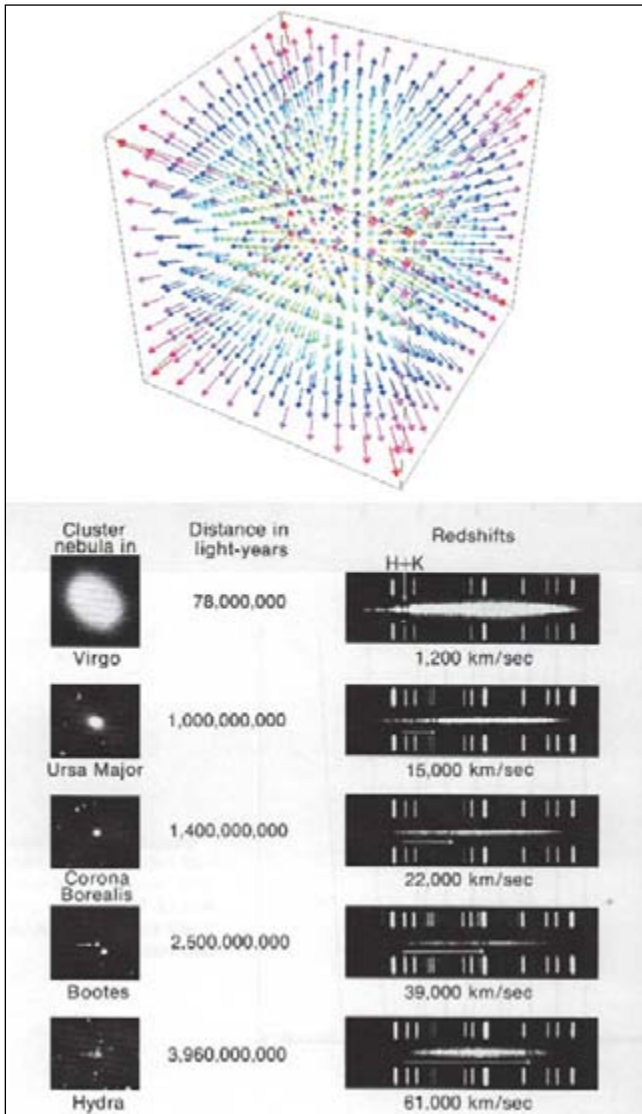 Cluster
nebula in
Distance in
light-years
Redshifts
H+K
78.000,000
Virgo
1,200 km/sec
1,000,000,000
Ursa Major
15,000 km/sec
1,400,000,000
Corona
Borealis
22,000 km/sec
2.500.000,000
Bootes
39,000 km/sec
3,960.000,000
Hydra
61.000 km/sec